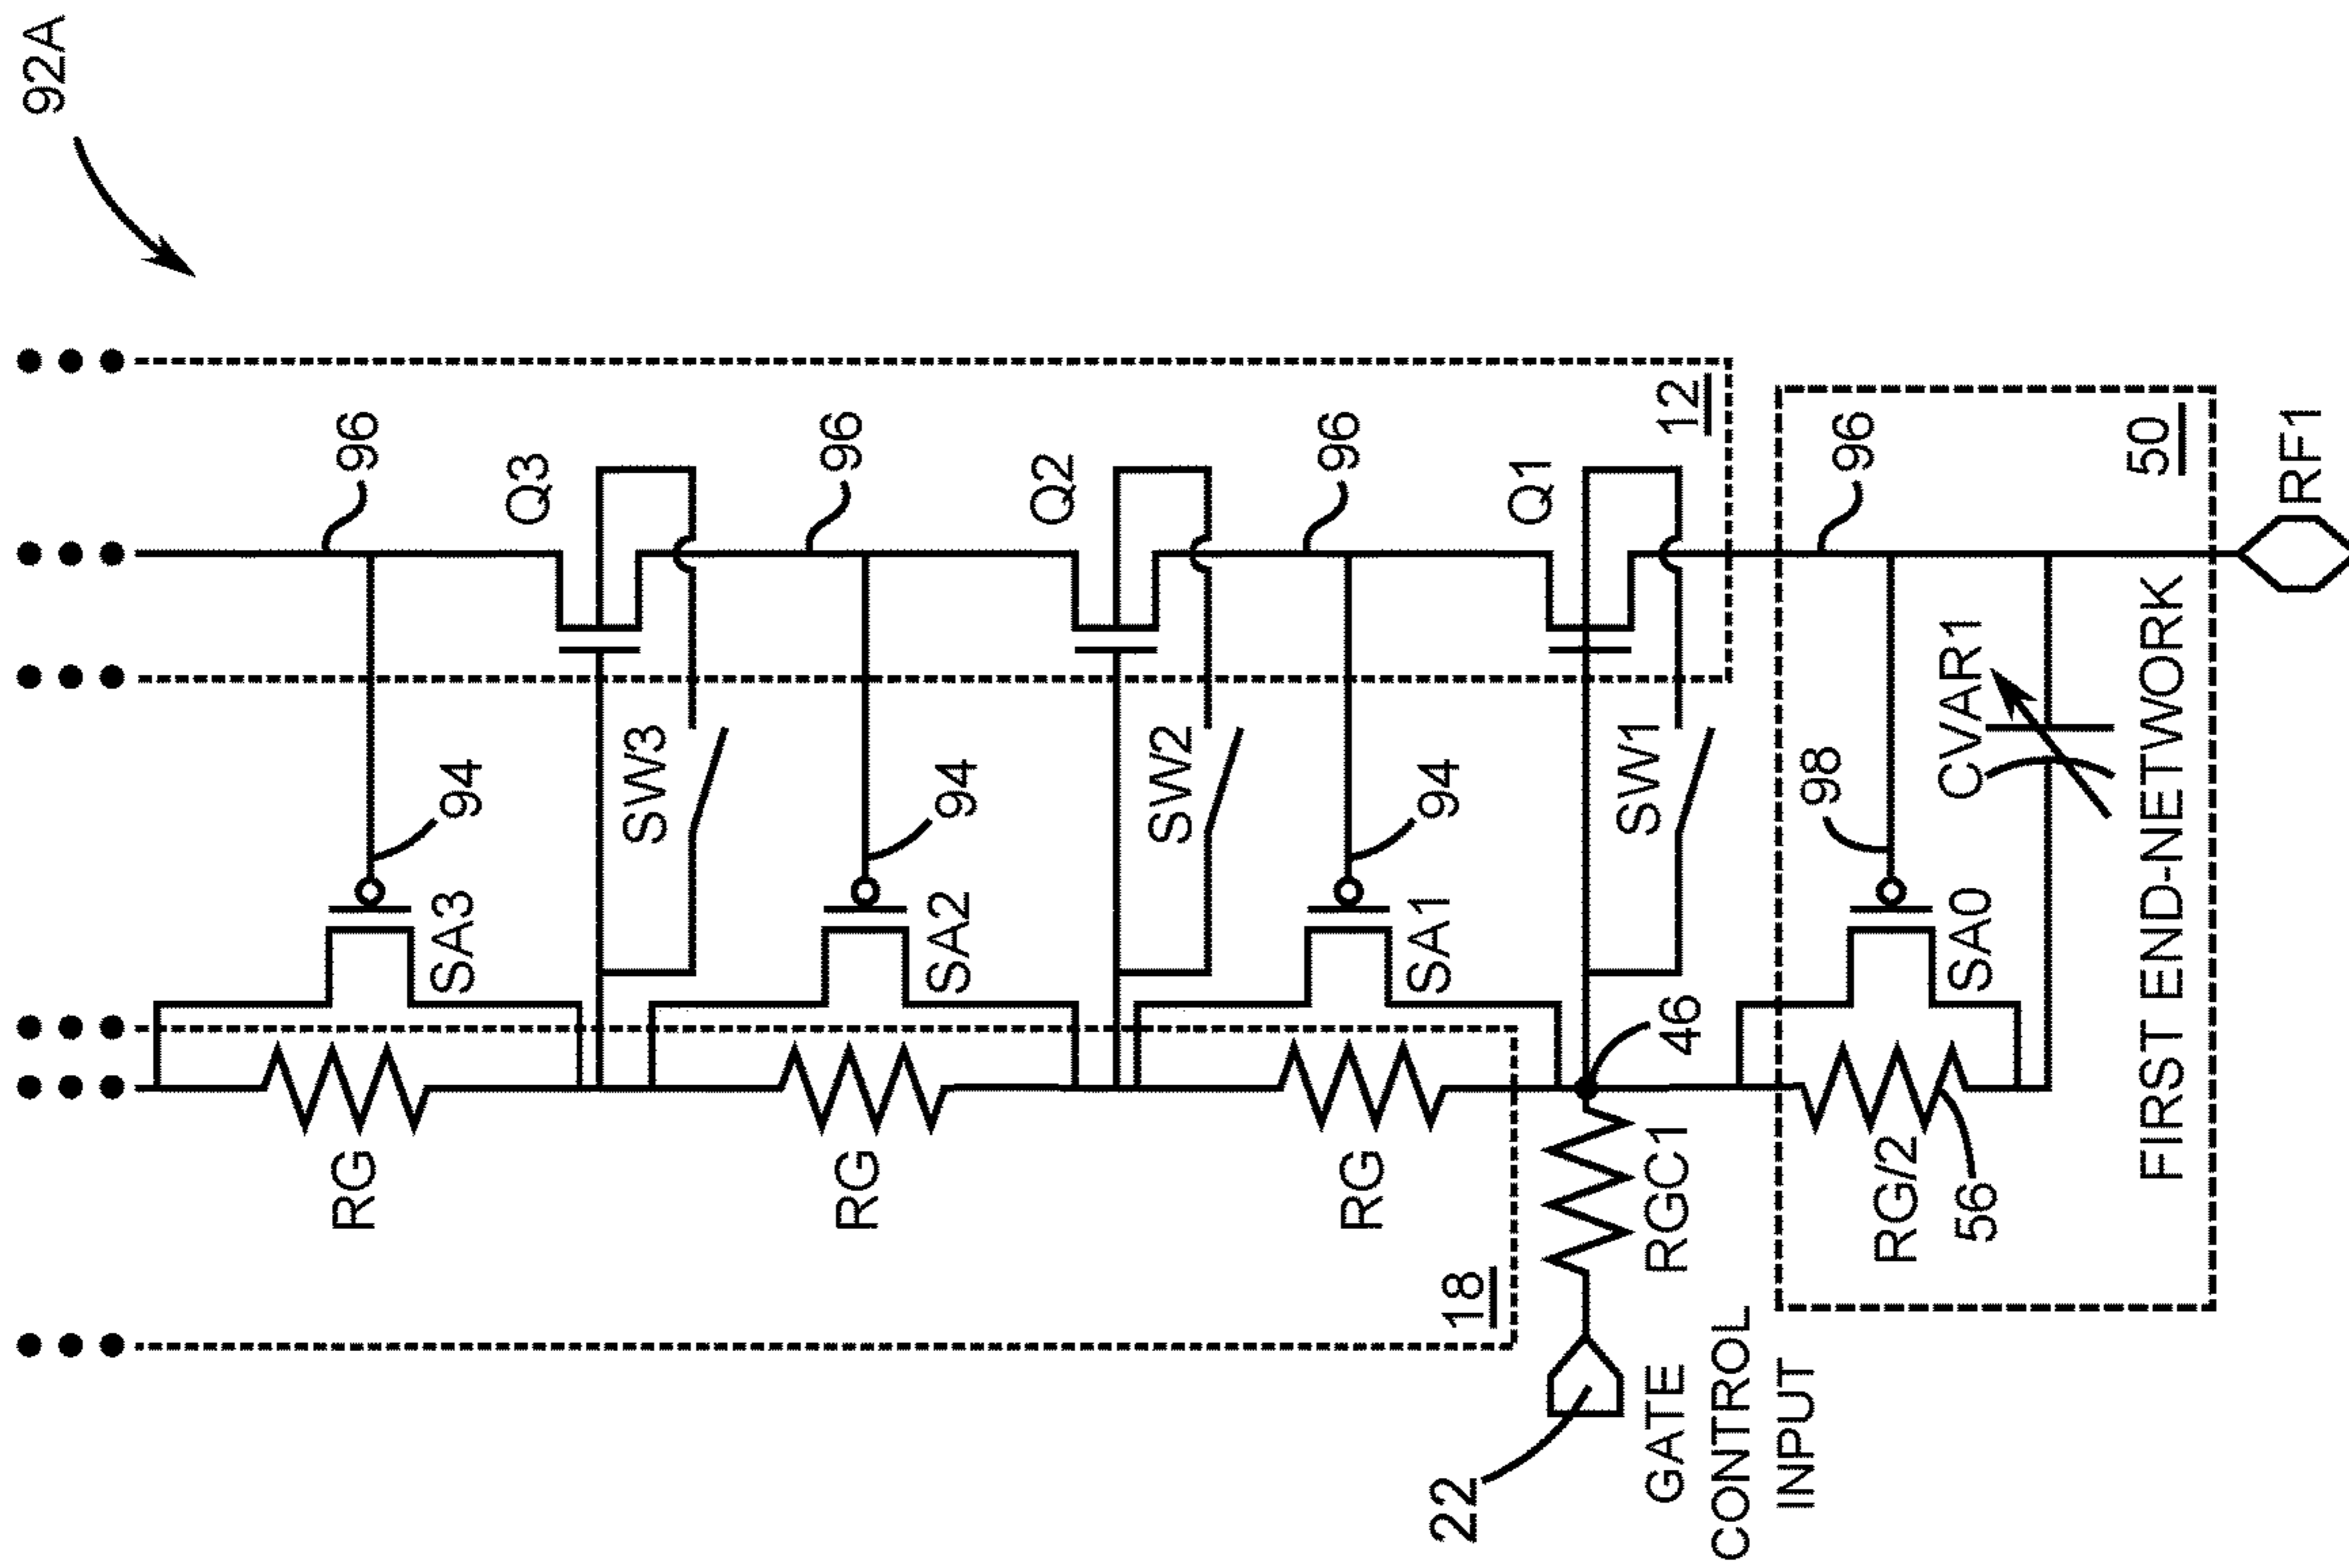 92A
96
Q3
96
Q2
96
Q1
12
96
50
RF1
94
SW3
94
SW2
94
SW1
98
CVAR1
SA3
SA2
SA1
46
SA0
FIRST END-NETWORK
RG
RG
RG
18
RGC1
RG/2
56
22
GATE
CONTROL
INPUT